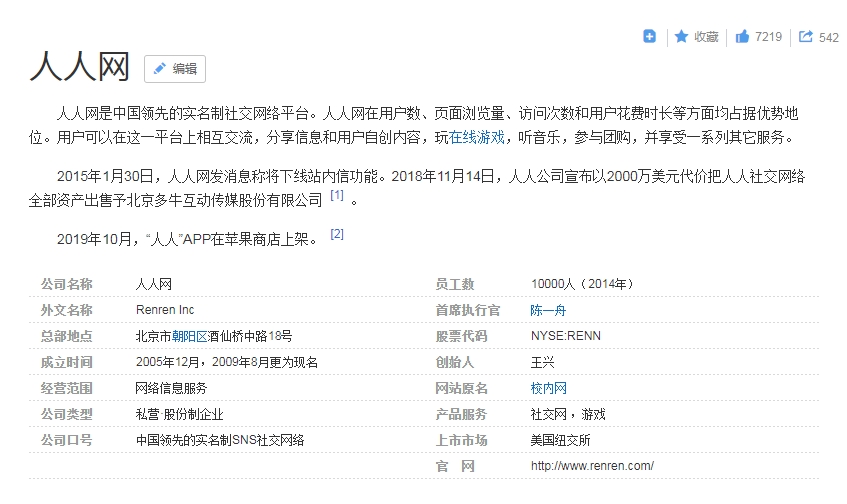 收藏 7219 542
人人网 编辑
人人网是中国领先的实名制社交网络平台。人人网在用户数、页面浏览量、访问次数和用户花费时长等方面均占据优势地
位。用户可以在这一平台上相互交流，分享信息和用户自创内容，玩在线游戏，听音乐，参与团购，并享受一系列其它服务。
2015年1月30日，人人网发消息称将下线站内信功能。2018年11月14日，人人公司宣布以2000万美元代价把人人社交网络
全部资产出售予北京多牛互动传媒股份有限公司 [1] 。
2019年10月，“人人”APP在苹果商店上架。 [2]
公司名称 人人网 员工数 10000人（2014年）
外文名称 Renren Inc 首席执行官 陈一舟
总部地点 北京市朝阳区酒仙桥中路18号 股票代码 NYSE:RENN
成立时间 2005年12月，2009年8月更为现名 创始人 王兴
经营范围 网络信息服务 网站原名 校内网
公司类型 私营·股份制企业 产品服务 社交网，游戏
公司口号 中国领先的实名制SNS社交网络 上市市场 美国纽交所
官 网 http://www.renren.com/